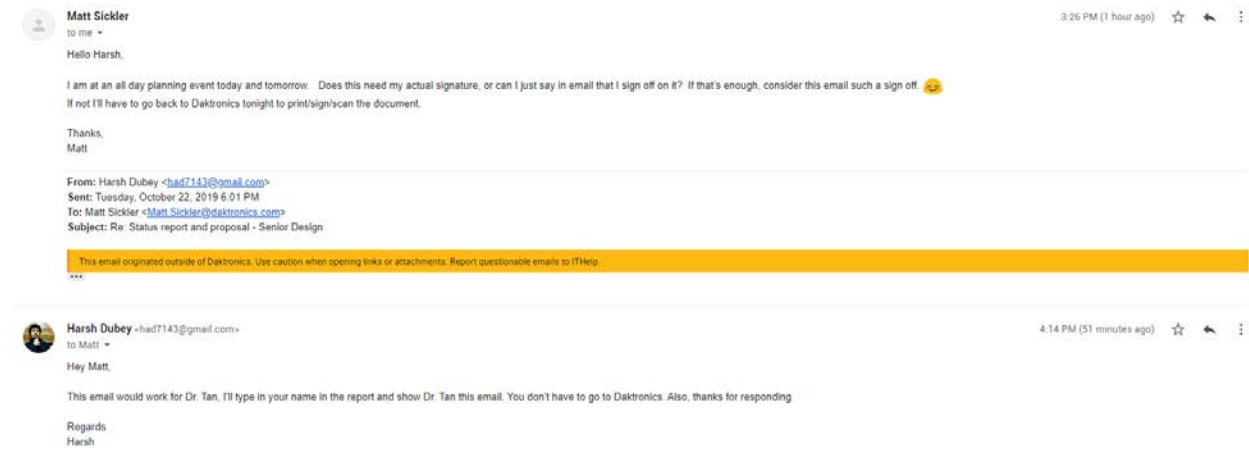 Matt Sickler
3:26 PM (1 hour ago)
to me
Hello Harsh,
I am at an all day planning event today and tomorrow. Does this need my actual signature, or can I just say in email that I sign off on it? If that's enough, consider this email such a sign off.
If not I'll have to go back to Daktronics tonight to print/sign/scan the document.
Thanks,
Matt
From: Harsh Dubey <had7143@gmail.com>
Sent: Tuesday, October 22, 2019 6:01 PM
To: Matt Sickler <Matt.Sickler@daktronics.com>
Subject: Re: Status report and proposal - Senior Design
This email originated outside of Daktronics. Use caution when opening links or attachments. Report questionable emails to ITHelp.
Harsh Dubey <had7143@gmail.com>
4:14 PM (51 minutes ago)
to Matt
Hey Matt,
This email would work for Dr. Tan, I'll type in your name in the report and show Dr. Tan this email. You don't have to go to Daktronics. Also, thanks for responding.
Regards
Harsh